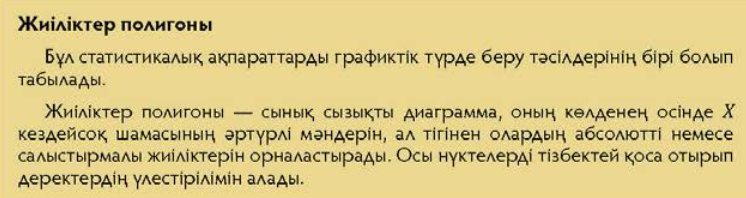 Жиіліктер полигоны
Бұл статистикалық ақпараттарды графиктік түрде беру тәсілдерінің бірі болып
табылады.
Жиіліктер полигоны — сынық сызықты диаграмма, оның көлденең осінде X
кездейсоқ шамасының әртүрлі мәндерін, ал тігінен олардың абсолютті немесе
салыстырмалы жиіліктерін орналастырады. Осы нүктелерді тізбектей қоса отырып
деректердің үлестірілімін алады.